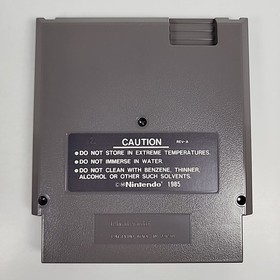 CAUTION REV-A
•DO NOT STORE IN EXTREME TEMPERATURES.
•DO NOT IMMERSE IN WATER.
•DO NOT CLEAN WITH BENZENE, THINNER,
ALCOHOL OR OTHER SUCH SOLVENTS.
©Nintendo® 1985